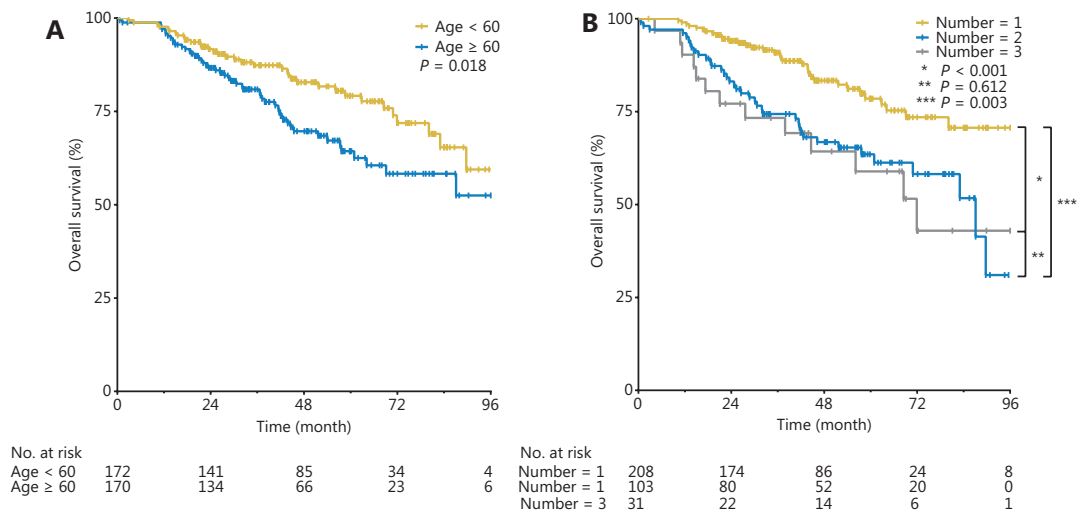 A
Age < 60
Age ≥ 60
P = 0.018
100
75
50
25
0
Overall survival (%)
0 24 48 72 96
Time (month)
No. at risk
Age < 60 172 141 85 34 4
Age ≥ 60 170 134 66 23 6
B
Number = 1
Number = 2
Number = 3
* P < 0.001
** P = 0.612
*** P = 0.003
100
75
50
25
0
Overall survival (%)
*
**
***
0 24 48 72 96
Time (month)
No. at risk
Number = 1 208 174 86 24 8
Number = 1 103 80 52 20 0
Number = 3 31 22 14 6 1